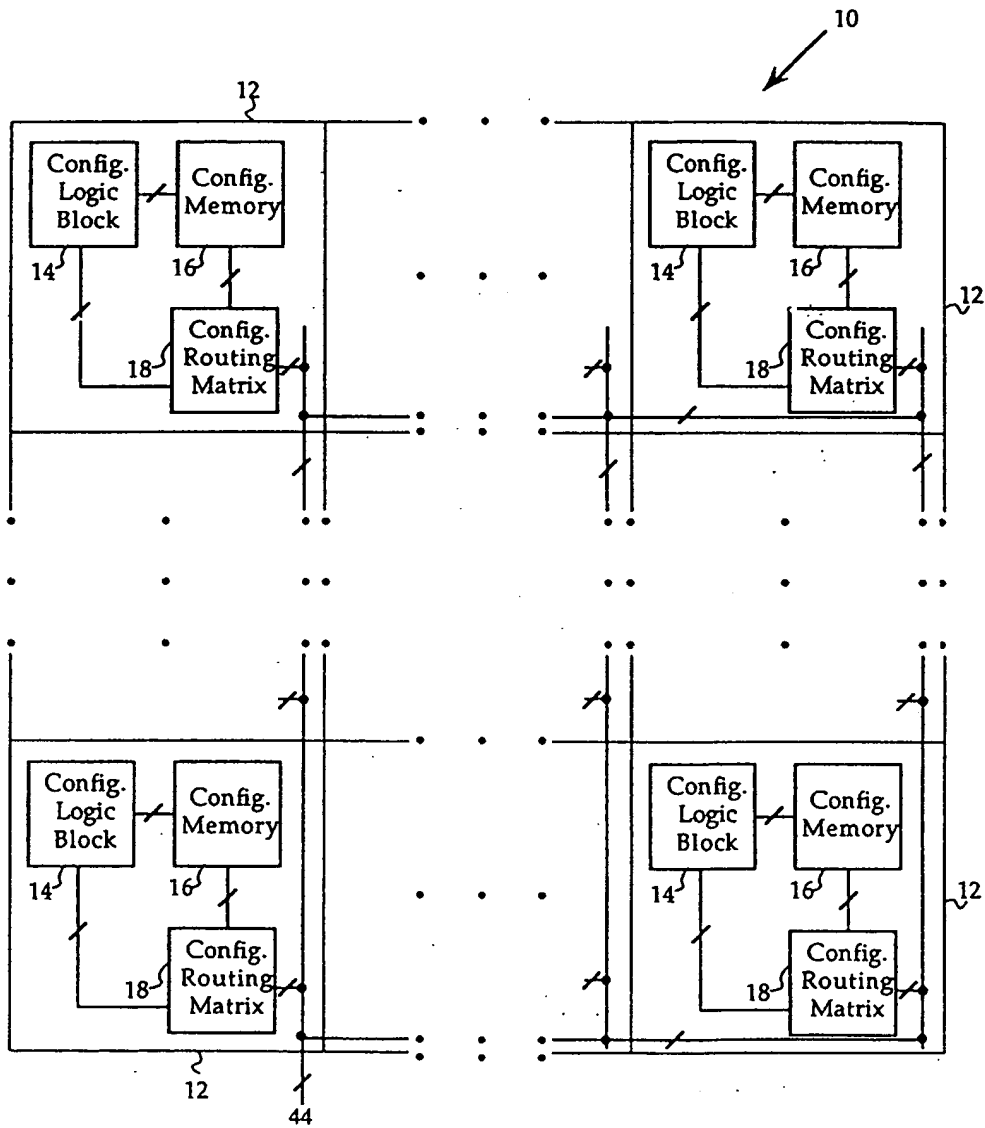 10
12
Config.
Logic
Block
Config.
Memory
14
16
Config.
Routing
Matrix
18
Config.
Logic
Block
Config.
Memory
14
16
12
Config.
Routing
Matrix
18
Config.
Logic
Block
Config.
Memory
14
16
Config.
Routing
Matrix
18
12
44
Config.
Logic
Block
Config.
Memory
14
16
12
Config.
Routing
Matrix
18